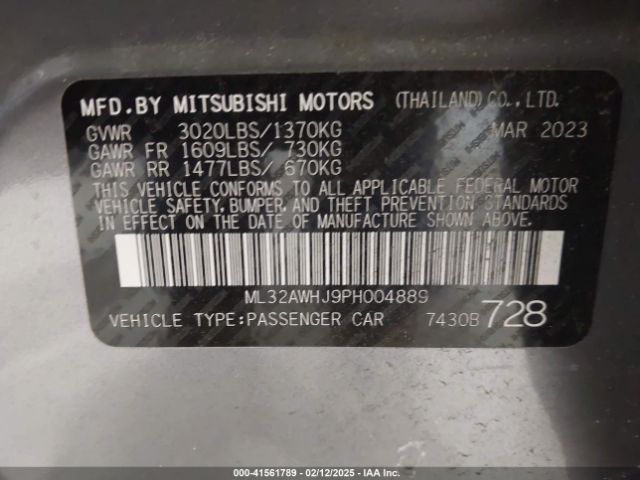 MFD.BY MITSUBISHI MOTORS (THAILAND)CO.,LTD.
GVWR 3020LBS/1370KG MAR 2023
GAWR FR 1609LBS/ 730KG
GAWR RR 1477LBS/ 670KG
THIS VEHICLE CONFORMS TO ALL APPLICABLE FEDERAL MOTOR
VEHICLE SAFETY, BUMPER, AND THEFT PREVENTION STANDARDS
IN EFFECT ON THE DATE OF MANUFACTURE SHOWN ABOVE.
ML32AWHJ9PH004889
VEHICLE TYPE:PASSENGER CAR 7430B 728
000-41561789 - 02/12/2025 - IAA Inc.